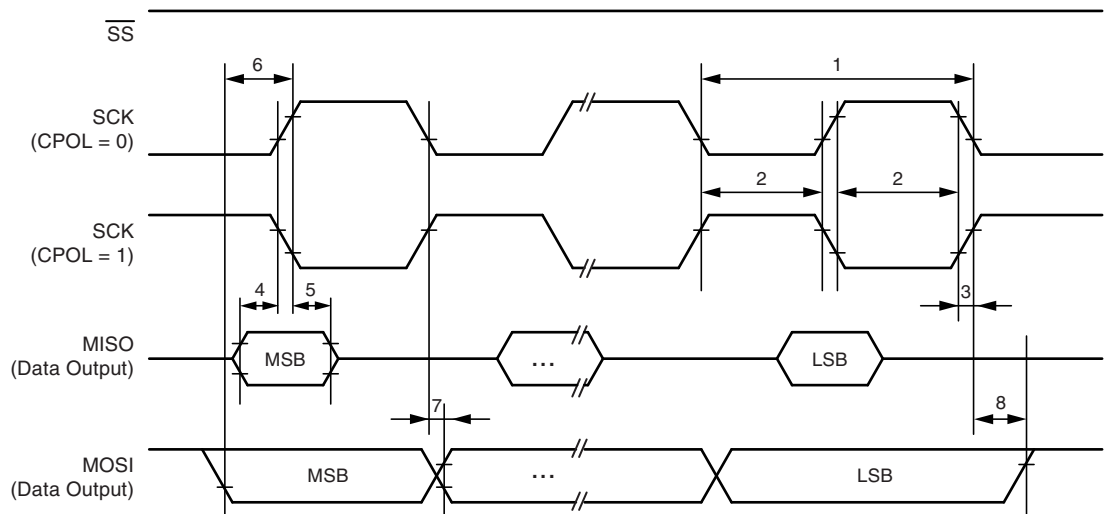 SS
6
1
SCK
(CPOL = 0)
2
2
SCK
(CPOL = 1)
4
5
3
MISO
(Data Output)
MSB
...
LSB
7
8
MOSI
(Data Output)
MSB
...
LSB